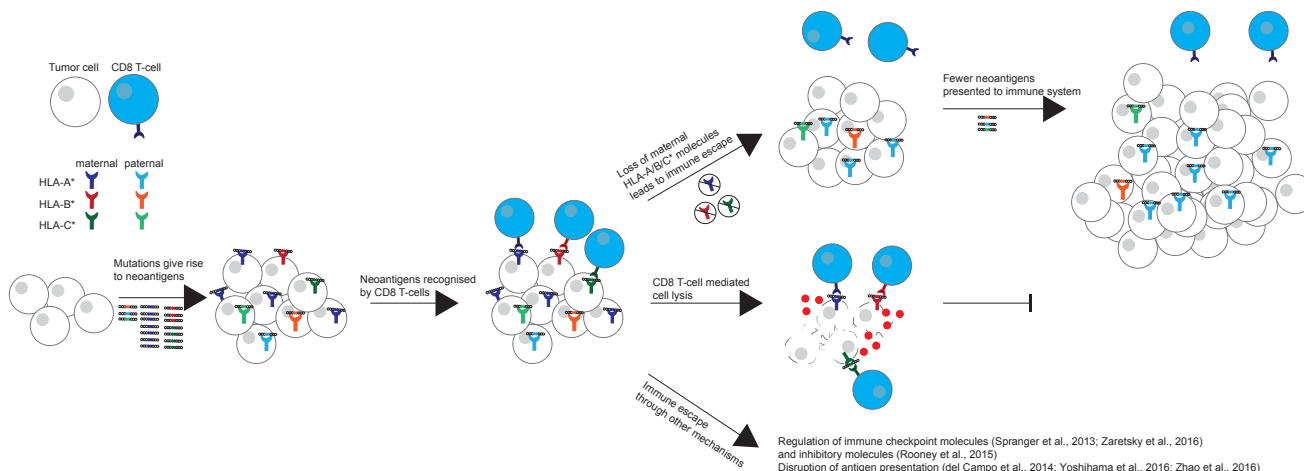 Tumor cell
CD8 T-cell
maternal
paternal
HLA-A*
HLA-B*
HLA-C*
Mutations give rise
to neoantigens
Neoantigens recognised
by CD8 T-cells
Loss of maternal
HLA-A/B/C* molecules
leads to immune escape
Fewer neoantigens
presented to immune system
CD8 T-cell mediated
cell lysis
Immune escape
through other mechanisms
Regulation of immune checkpoint molecules (Spranger et al., 2013; Zaretsky et al., 2016)
and inhibitory molecules (Rooney et al., 2015)
Disruption of antigen presentation (del Campo et al., 2014; Yoshihama et al., 2016; Zhao et al., 2016)